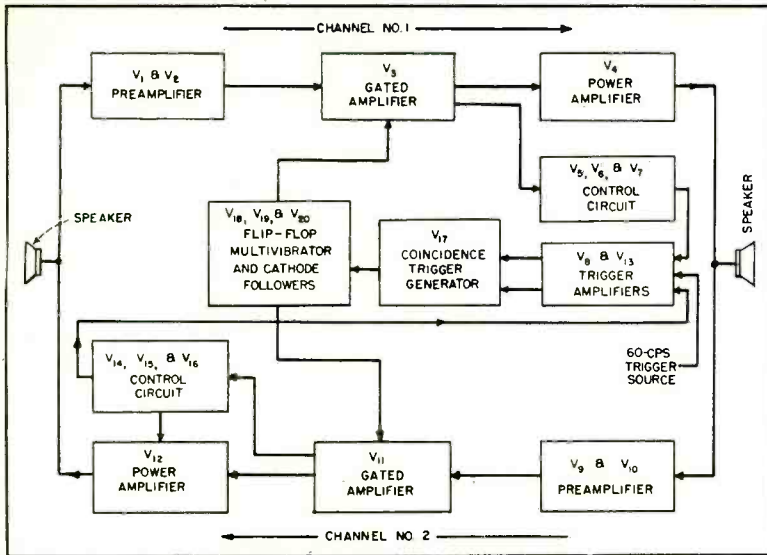 CHANNEL NO. 1
V1 & V2
PREAMPLIFIER
V3
GATED
AMPLIFIER
V4
POWER
AMPLIFIER
V5, V6, & V7
CONTROL
CIRCUIT
SPEAKER
SPEAKER
V18, V19, & V20
FLIP-FLOP
MULTIVIBRATOR
AND CATHODE
FOLLOWERS
V17
COINCIDENCE
TRIGGER
GENERATOR
V8 & V13
TRIGGER
AMPLIFIERS
60-CPS
TRIGGER
SOURCE
V14, V15, & V16
CONTROL
CIRCUIT
V12
POWER
AMPLIFIER
V11
GATED
AMPLIFIER
V9 & V10
PREAMPLIFIER
CHANNEL NO. 2